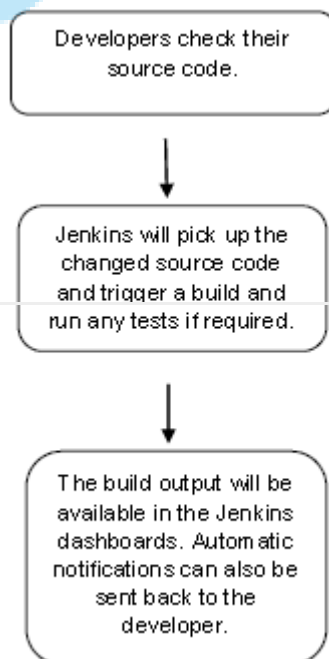 Developers check their
source code.
Jenkins will pick up the
changed source code
and trigger a build and
run any tests if required.
The build output will be
available in the Jenkins
dashboards. Automatic
notifications can also be
sent back to the
developer.